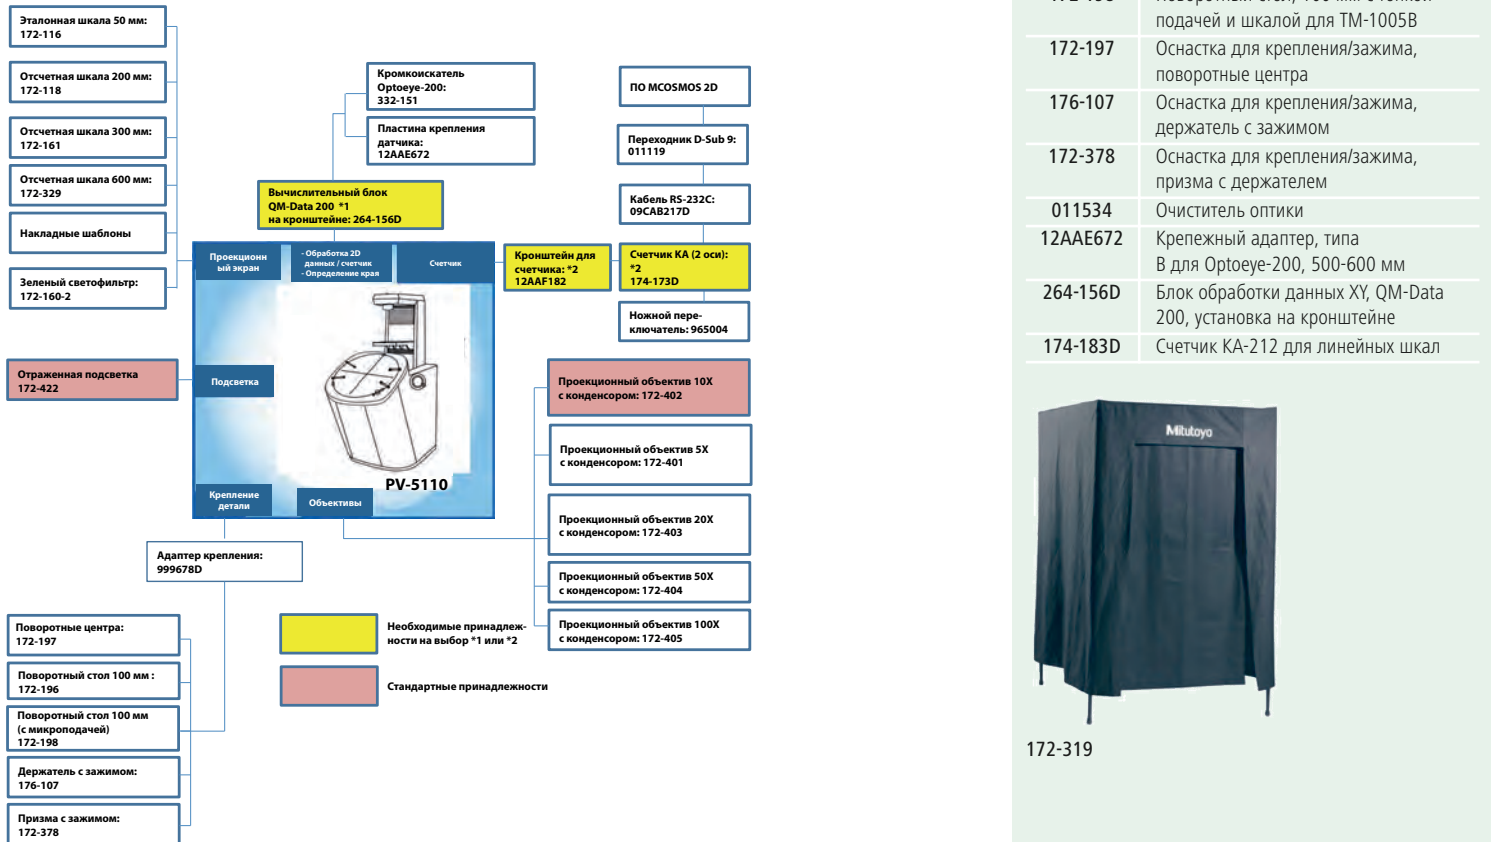 Эталонная шкала 50 мм:
172-116
Отсчетная шкала 200 мм:
172-118
Отсчетная шкала 300 мм:
172-161
Отсчетная шкала 600 мм:
172-329
Накладные шаблоны
Зеленый светофильтр:
172-160-2
Отраженная подсветка
172-422
Кромкоискатель
Optoeye-200:
332-151
Пластина крепления
датчика:
12AAE672
Вычислительный блок
QM-Data 200 *1
на кронштейне: 264-156D
ПО MCOSMOS 2D
Переходник D-Sub 9:
011119
Кабель RS-232C:
09CAB217D
Кронштейн для
счетчика: *2
12AAF182
Счетчик KA (2 оси):
*2
174-173D
Ножной пере-
ключатель: 965004
Проекционн
ый экран
- Обработка 2D
данных / счетчик
- Определение края
Счетчик
Подсветка
PV-5110
Крепление
детали
Объективы
Проекционный объектив 10X
с конденсором: 172-402
Проекционный объектив 5X
с конденсором: 172-401
Проекционный объектив 20X
с конденсором: 172-403
Проекционный объектив 50X
с конденсором: 172-404
Проекционный объектив 100X
с конденсором: 172-405
Адаптер крепления:
999678D
Поворотные центра:
172-197
Поворотный стол 100 мм :
172-196
Поворотный стол 100 мм
(с микроподачей)
172-198
Держатель с зажимом:
176-107
Призма с зажимом:
172-378
Необходимые принадлеж-
ности на выбор *1 или *2
Стандартные принадлежности
подачей и шкалой для TM-1005B
172-197 Оснастка для крепления/зажима,
поворотные центра
176-107 Оснастка для крепления/зажима,
держатель с зажимом
172-378 Оснастка для крепления/зажима,
призма с держателем
011534 Очиститель оптики
12AAE672 Крепежный адаптер, типа
B для Optoeye-200, 500-600 мм
264-156D Блок обработки данных XY, QM-Data
200, установка на кронштейне
174-183D Счетчик KA-212 для линейных шкал
Mitutoyo
172-319